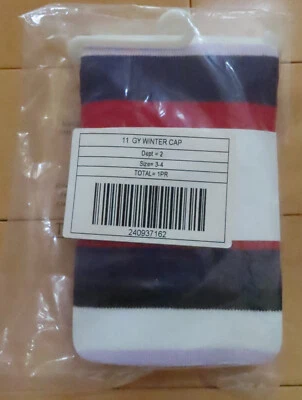 11 GY WINTER CAP
Dept = 2
Size= 3-4
TOTAL= 1PR
240937162